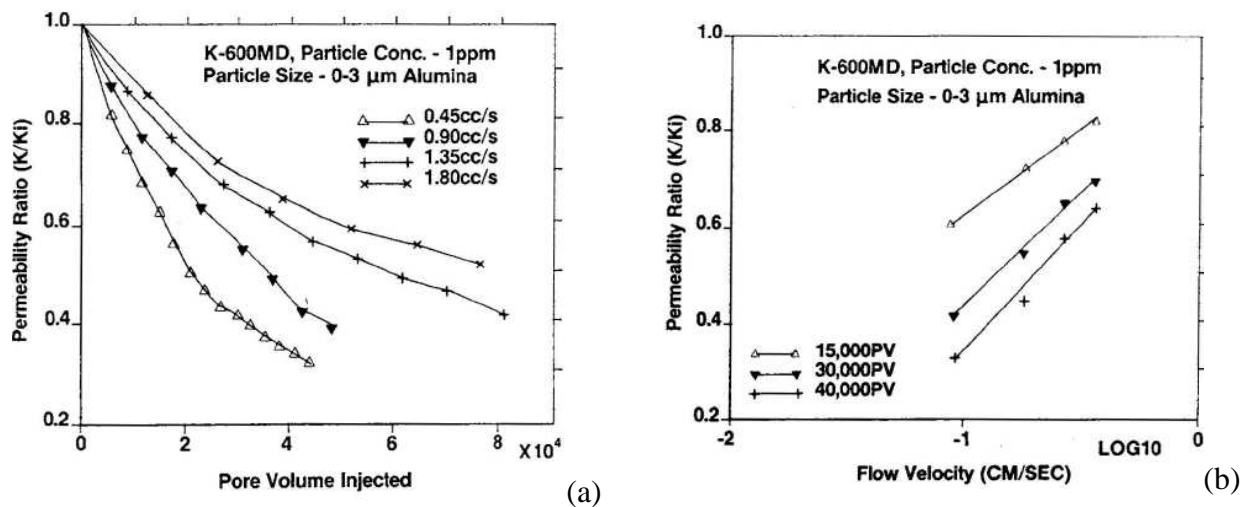 1.0
0.8
0.6
0.4
0.2
Permeability Ratio (K/Ki)
K-600MD, Particle Conc. - 1ppm
Particle Size - 0-3 μm Alumina
0.45cc/s
0.90cc/s
1.35cc/s
1.80cc/s
0 2 4 6 8
X10⁴
Pore Volume Injected
(a)
1.0
0.8
0.6
0.4
0.2
Permeability Ratio (K/Ki)
K-600MD, Particle Conc. - 1ppm
Particle Size - 0-3 μm Alumina
15,000PV
30,000PV
40,000PV
-2 -1 0
LOG10
Flow Velocity (CM/SEC)
(b)